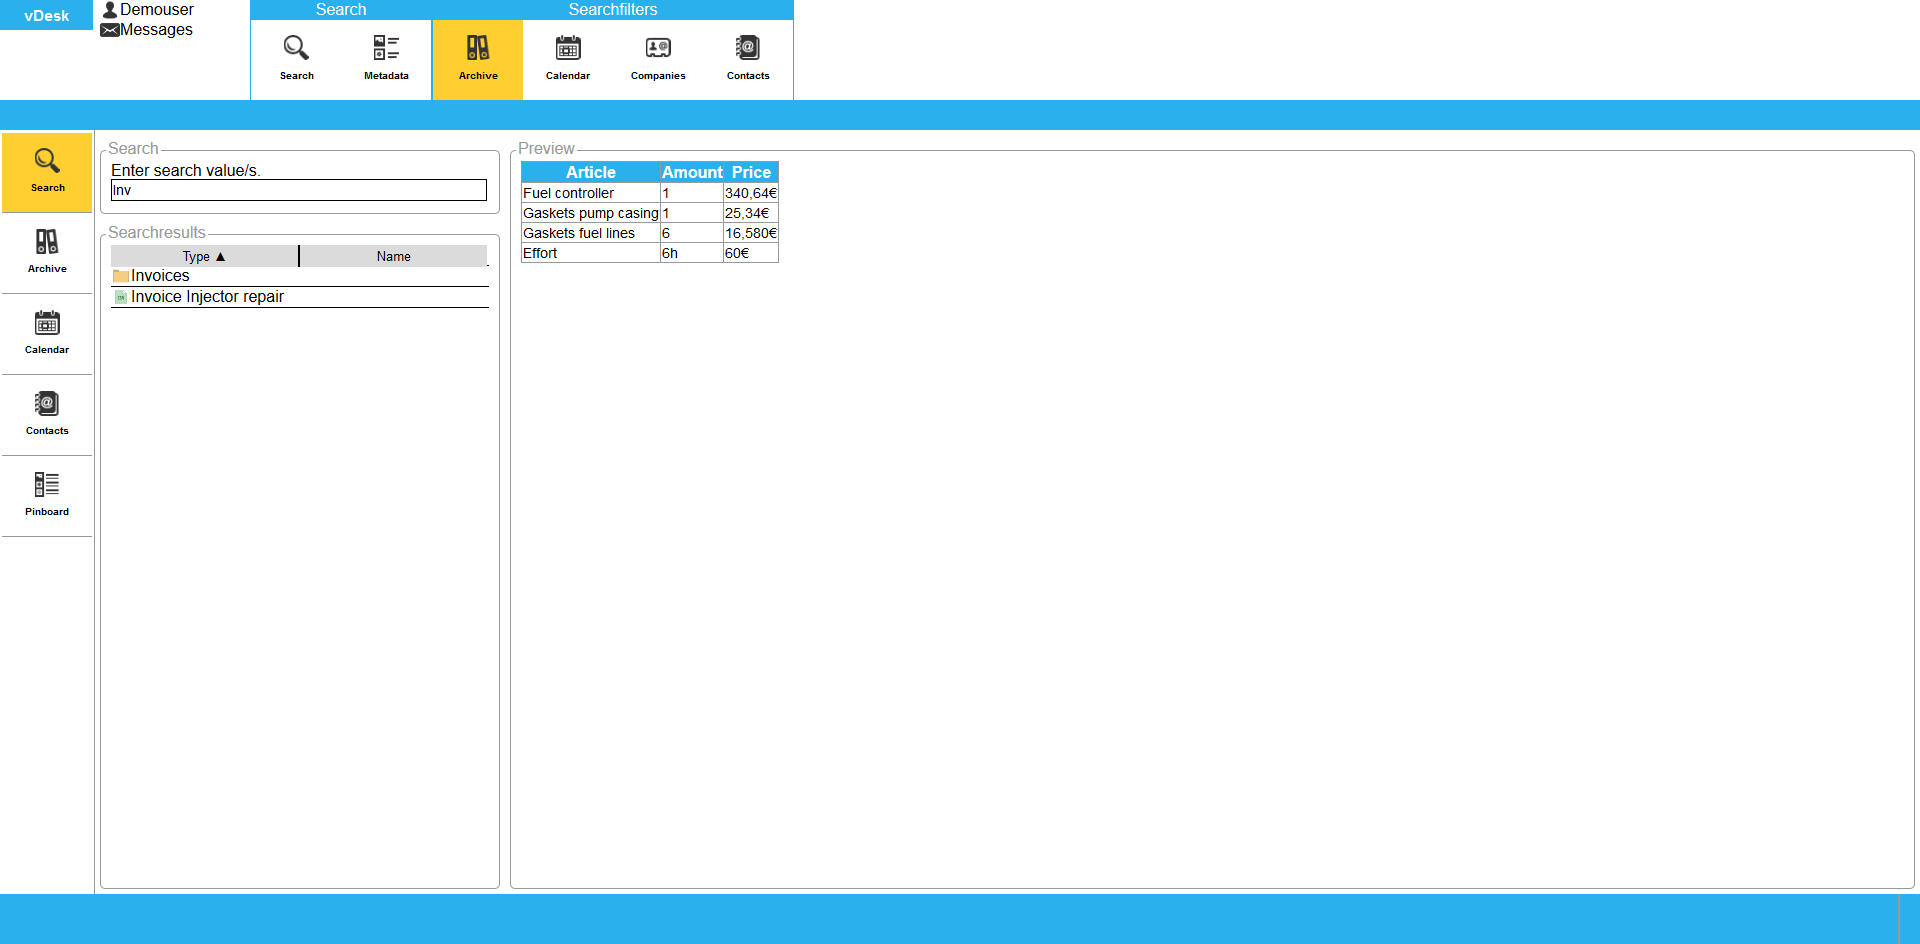 vDesk
Demouser
Messages
Search
Searchfilters
Search
Metadata
Archive
Calendar
Companies
Contacts
Search
Archive
Calendar
Contacts
Pinboard
Search
Enter search value/s.
Inv
Searchresults
Type ▲ Name
Invoices
Invoice Injector repair
Preview
Article Amount Price
Fuel controller 1 340,64€
Gaskets pump casing 1 25,34€
Gaskets fuel lines 6 16,580€
Effort 6h 60€